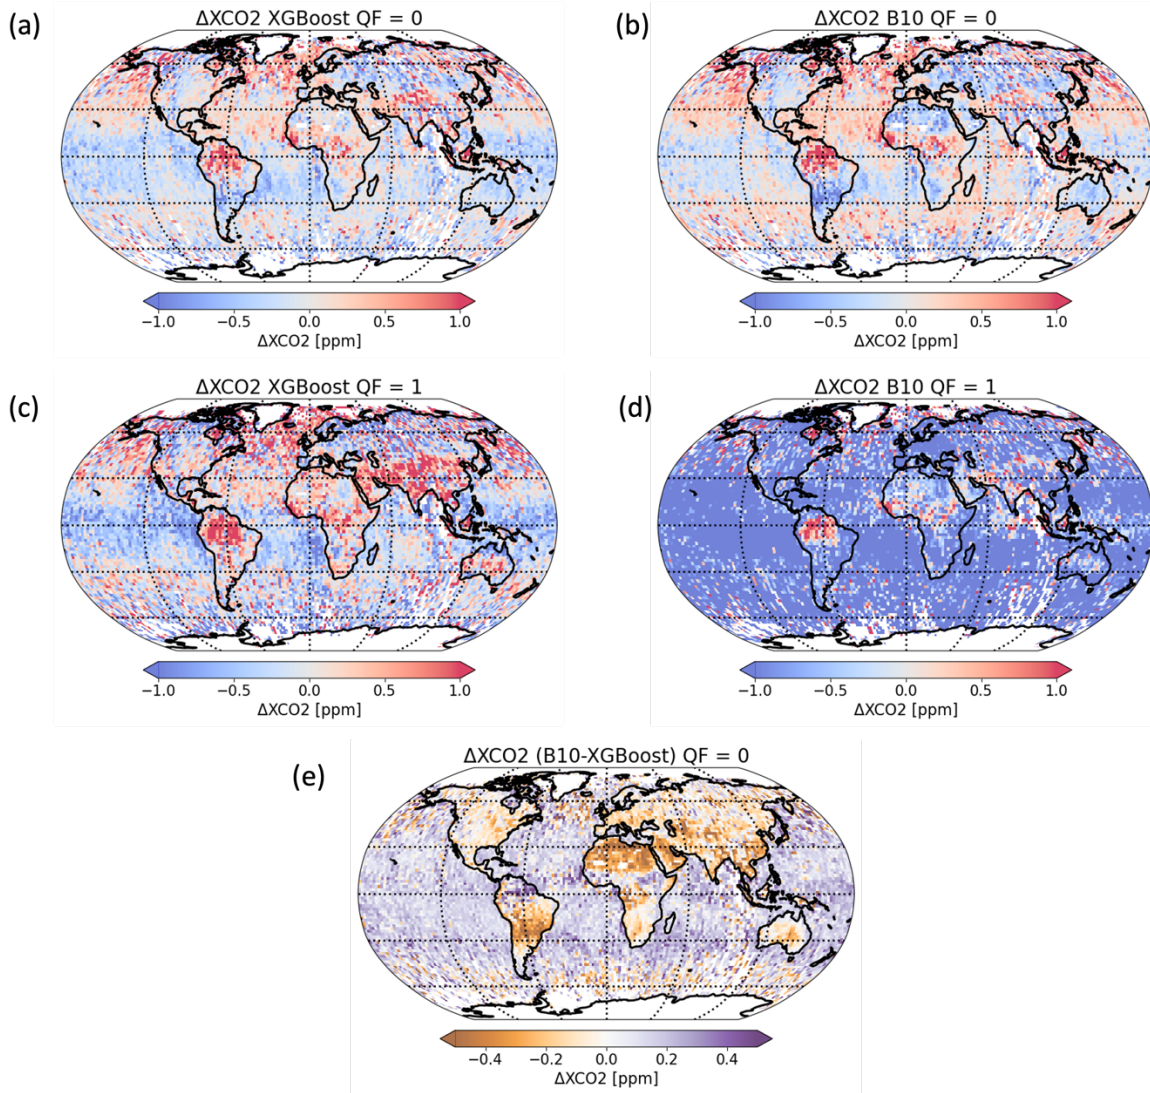 (a)
ΔXCO2 XGBoost QF = 0
−1.0 −0.5 0.0 0.5 1.0
ΔXCO2 [ppm]
(b)
ΔXCO2 B10 QF = 0
−1.0 −0.5 0.0 0.5 1.0
ΔXCO2 [ppm]
(c)
ΔXCO2 XGBoost QF = 1
−1.0 −0.5 0.0 0.5 1.0
ΔXCO2 [ppm]
(d)
ΔXCO2 B10 QF = 1
−1.0 −0.5 0.0 0.5 1.0
ΔXCO2 [ppm]
(e)
ΔXCO2 (B10-XGBoost) QF = 0
−0.4 −0.2 0.0 0.2 0.4
ΔXCO2 [ppm]